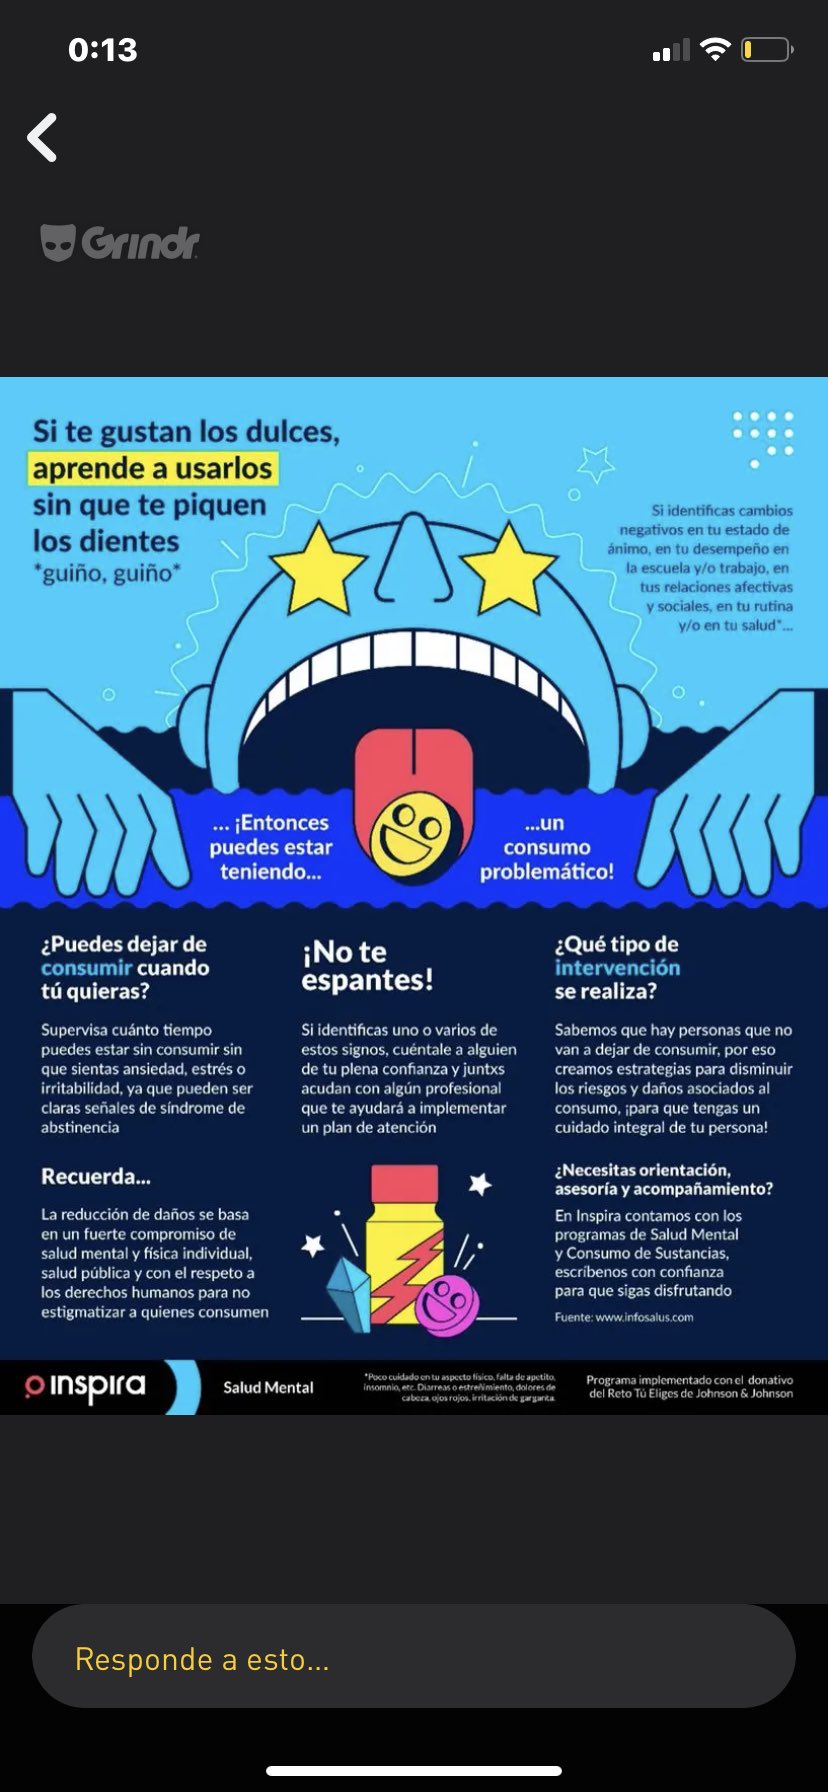 0:13
Grindr
Si te gustan los dulces,
aprende a usarlos
sin que te piquen
los dientes
*guiño, guiño*
Si identificas cambios
negativos en tu estado de
ánimo, en tu desempeño en
la escuela y/o trabajo, en
tus relaciones afectivas
y sociales, en tu rutina
y/o en tu salud*...
... ¡Entonces
puedes estar
teniendo...
...un
consumo
problemático!
¿Puedes dejar de
consumir cuando
tú quieras?
Supervisa cuánto tiempo
puedes estar sin consumir sin
que sientas ansiedad, estrés o
irritabilidad, ya que pueden ser
claras señales de síndrome de
abstinencia
¡No te
espantes!
Si identificas uno o varios de
estos signos, cuéntale a alguien
de tu plena confianza y juntxs
acudan con algún profesional
que te ayudará a implementar
un plan de atención
¿Qué tipo de
intervención
se realiza?
Sabemos que hay personas que no
van a dejar de consumir, por eso
creamos estrategias para disminuir
los riesgos y daños asociados al
consumo, ¡para que tengas un
cuidado integral de tu persona!
Recuerda...
La reducción de daños se basa
en un fuerte compromiso de
salud mental y física individual,
salud pública y con el respeto a
los derechos humanos para no
estigmatizar a quienes consumen
¿Necesitas orientación,
asesoría y acompañamiento?
En Inspira contamos con los
programas de Salud Mental
y Consumo de Sustancias,
escríbenos con confianza
para que sigas disfrutando
Fuente: www.infosalus.com
inspira
Salud Mental
*Poco cuidado en tu aspecto físico, falta de apetito,
insomnio, etc. Diarreas o estreñimiento, dolores de
cabeza, ojos rojos, irritación de garganta.
Programa implementado con el donativo
del Reto Tú Eliges de Johnson & Johnson
Responde a esto...